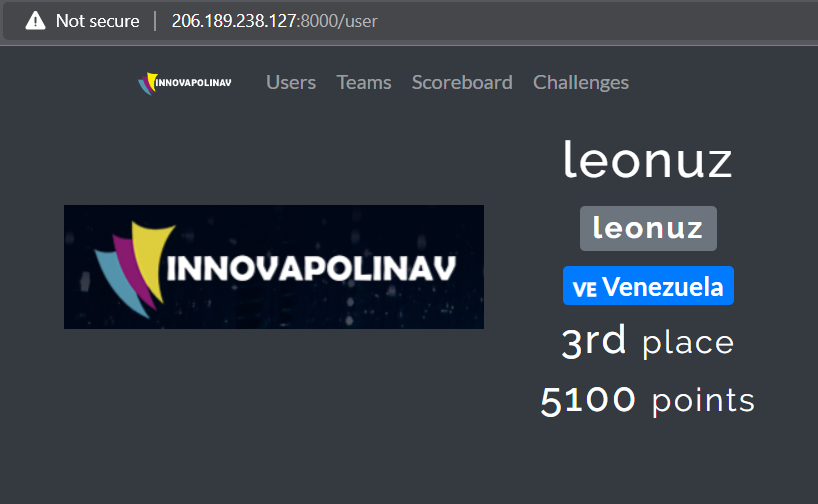 Not secure | 206.189.238.127:8000/user
INNOVAPOLINAV Users Teams Scoreboard Challenges
leonuz
leonuz
INNOVAPOLINAV
VE Venezuela
3rd place
5100 points